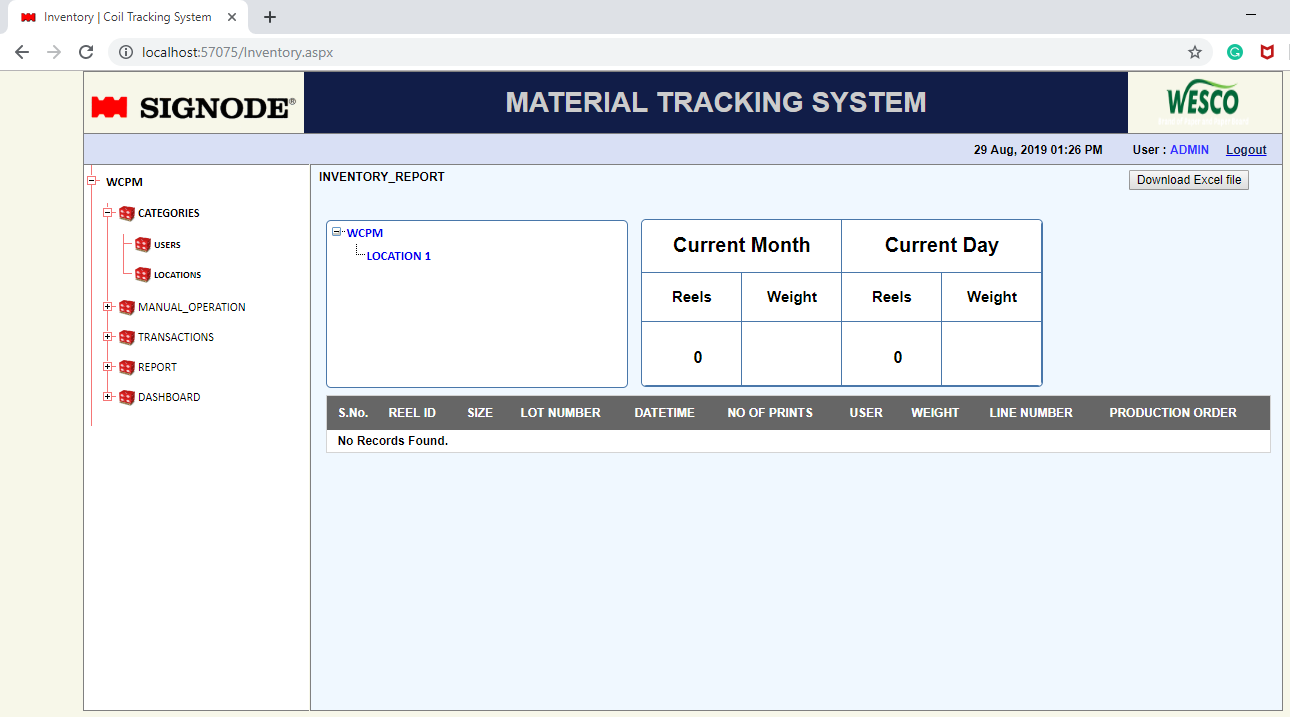 Inventory | Coil Tracking System
localhost:57075/Inventory.aspx
SIGNODE®
MATERIAL TRACKING SYSTEM
WESCO
29 Aug, 2019 01:26 PM User : ADMIN Logout
WCPM
CATEGORIES
USERS
LOCATIONS
MANUAL_OPERATION
TRANSACTIONS
REPORT
DASHBOARD
INVENTORY_REPORT
Download Excel file
WCPM
LOCATION 1
Current Month Current Day
Reels Weight Reels Weight
0 0
S.No. REEL ID SIZE LOT NUMBER DATETIME NO OF PRINTS USER WEIGHT LINE NUMBER PRODUCTION ORDER
No Records Found.